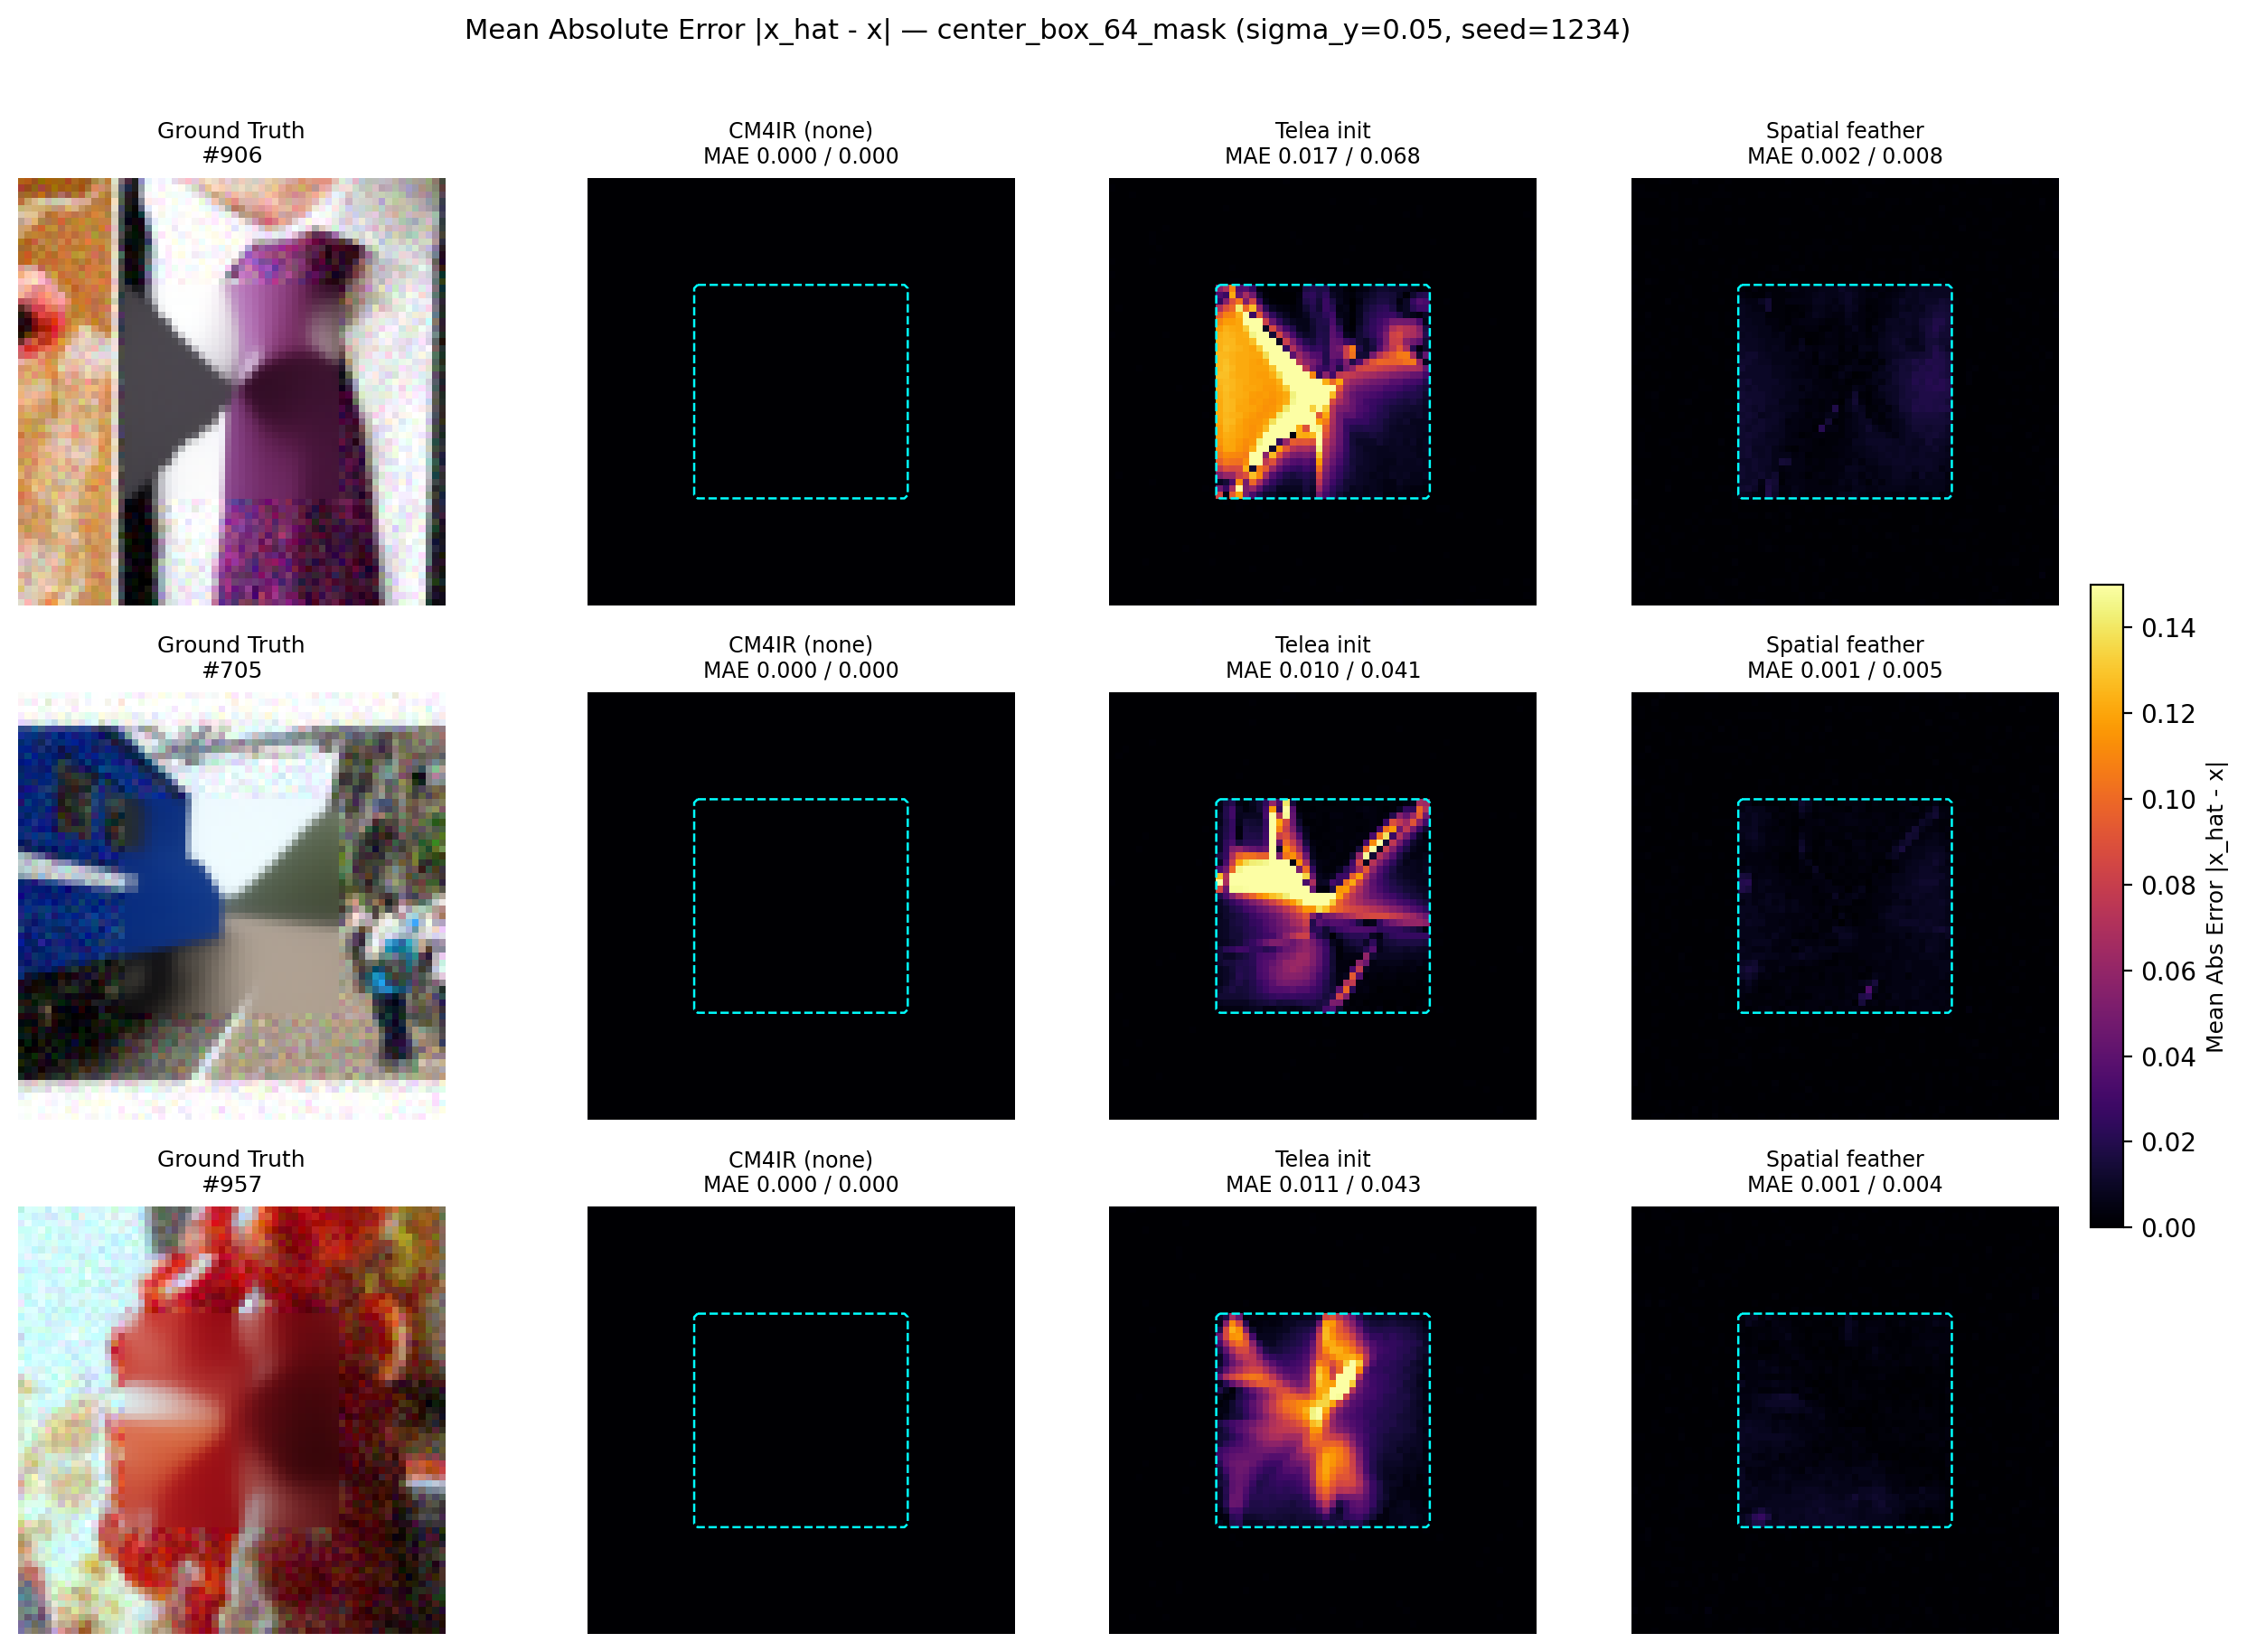 Mean Absolute Error |x_hat - x| — center_box_64_mask (sigma_y=0.05, seed=1234)
Ground Truth
#906
CM4IR (none)
MAE 0.000 / 0.000
Telea init
MAE 0.017 / 0.068
Spatial feather
MAE 0.002 / 0.008
Ground Truth
#705
CM4IR (none)
MAE 0.000 / 0.000
Telea init
MAE 0.010 / 0.041
Spatial feather
MAE 0.001 / 0.005
Ground Truth
#957
CM4IR (none)
MAE 0.000 / 0.000
Telea init
MAE 0.011 / 0.043
Spatial feather
MAE 0.001 / 0.004
0.14
0.12
0.10
0.08
0.06
0.04
0.02
0.00
Mean Abs Error |x_hat - x|